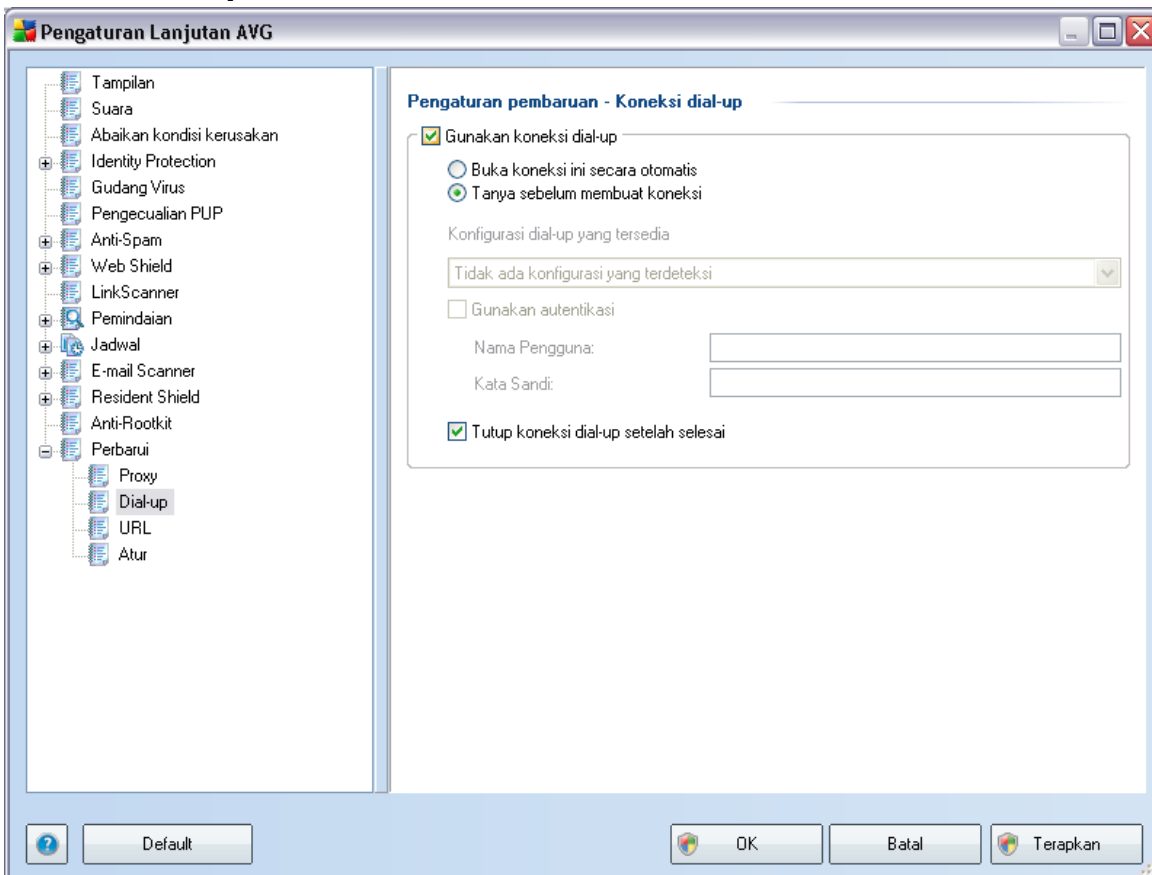 Pengaturan Lanjutan AVG
Tampilan
Suara
Abaikan kondisi kerusakan
Identity Protection
Gudang Virus
Pengecualian PUP
Anti-Spam
Web Shield
LinkScanner
Pemindaian
Jadwal
E-mail Scanner
Resident Shield
Anti-Rootkit
Perbarui
Proxy
Dial-up
URL
Atur
Pengaturan pembaruan - Koneksi dial-up
Gunakan koneksi dial-up
Buka koneksi ini secara otomatis
Tanya sebelum membuat koneksi
Konfigurasi dial-up yang tersedia
Tidak ada konfigurasi yang terdeteksi
Gunakan autentikasi
Nama Pengguna:
Kata Sandi:
Tutup koneksi dial-up setelah selesai
Default
OK
Batal
Terapkan